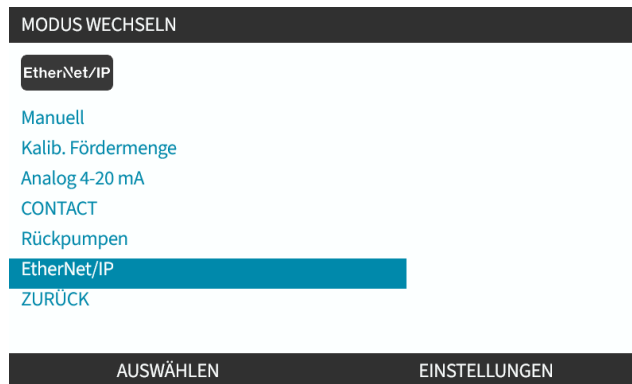 MODUS WECHSELN
EtherNet/IP
Manuell
Kalib. Fördermenge
Analog 4-20 mA
CONTACT
Rückpumpen
EtherNet/IP
ZURÜCK
AUSWÄHLEN EINSTELLUNGEN